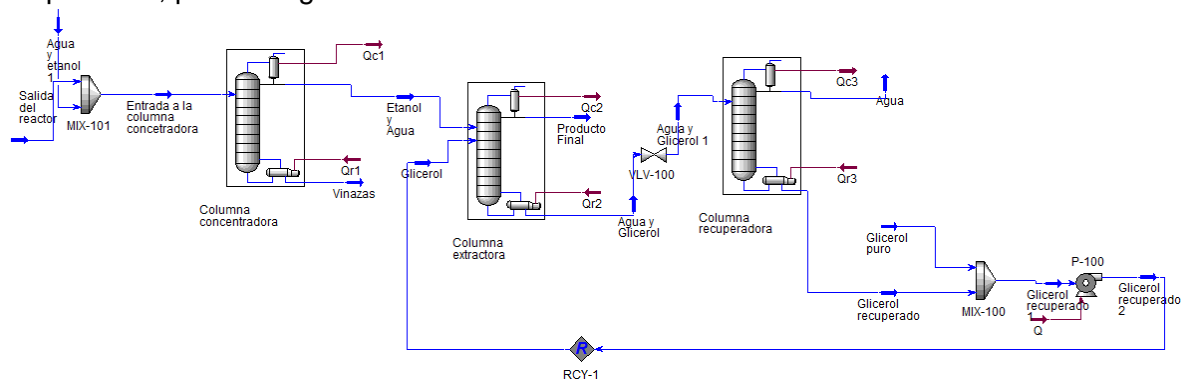 Agua
y
etanol
1
Salida
del
reactor
MIX-101
Entrada a la
columna
concetradora
Qc1
Qr1
Vinazas
Columna
concentradora
Etanol
y
Agua
Glicerol
Qc2
Producto
Final
Qr2
Agua y
Glicerol
Columna
extractora
VLV-100
Agua y
Glicerol 1
Qc3
Agua
Qr3
Columna
recuperadora
Glicerol
puro
Glicerol
recuperado
MIX-100
Glicerol
recuperado
1
Q
P-100
Glicerol
recuperado
2
R
RCY-1